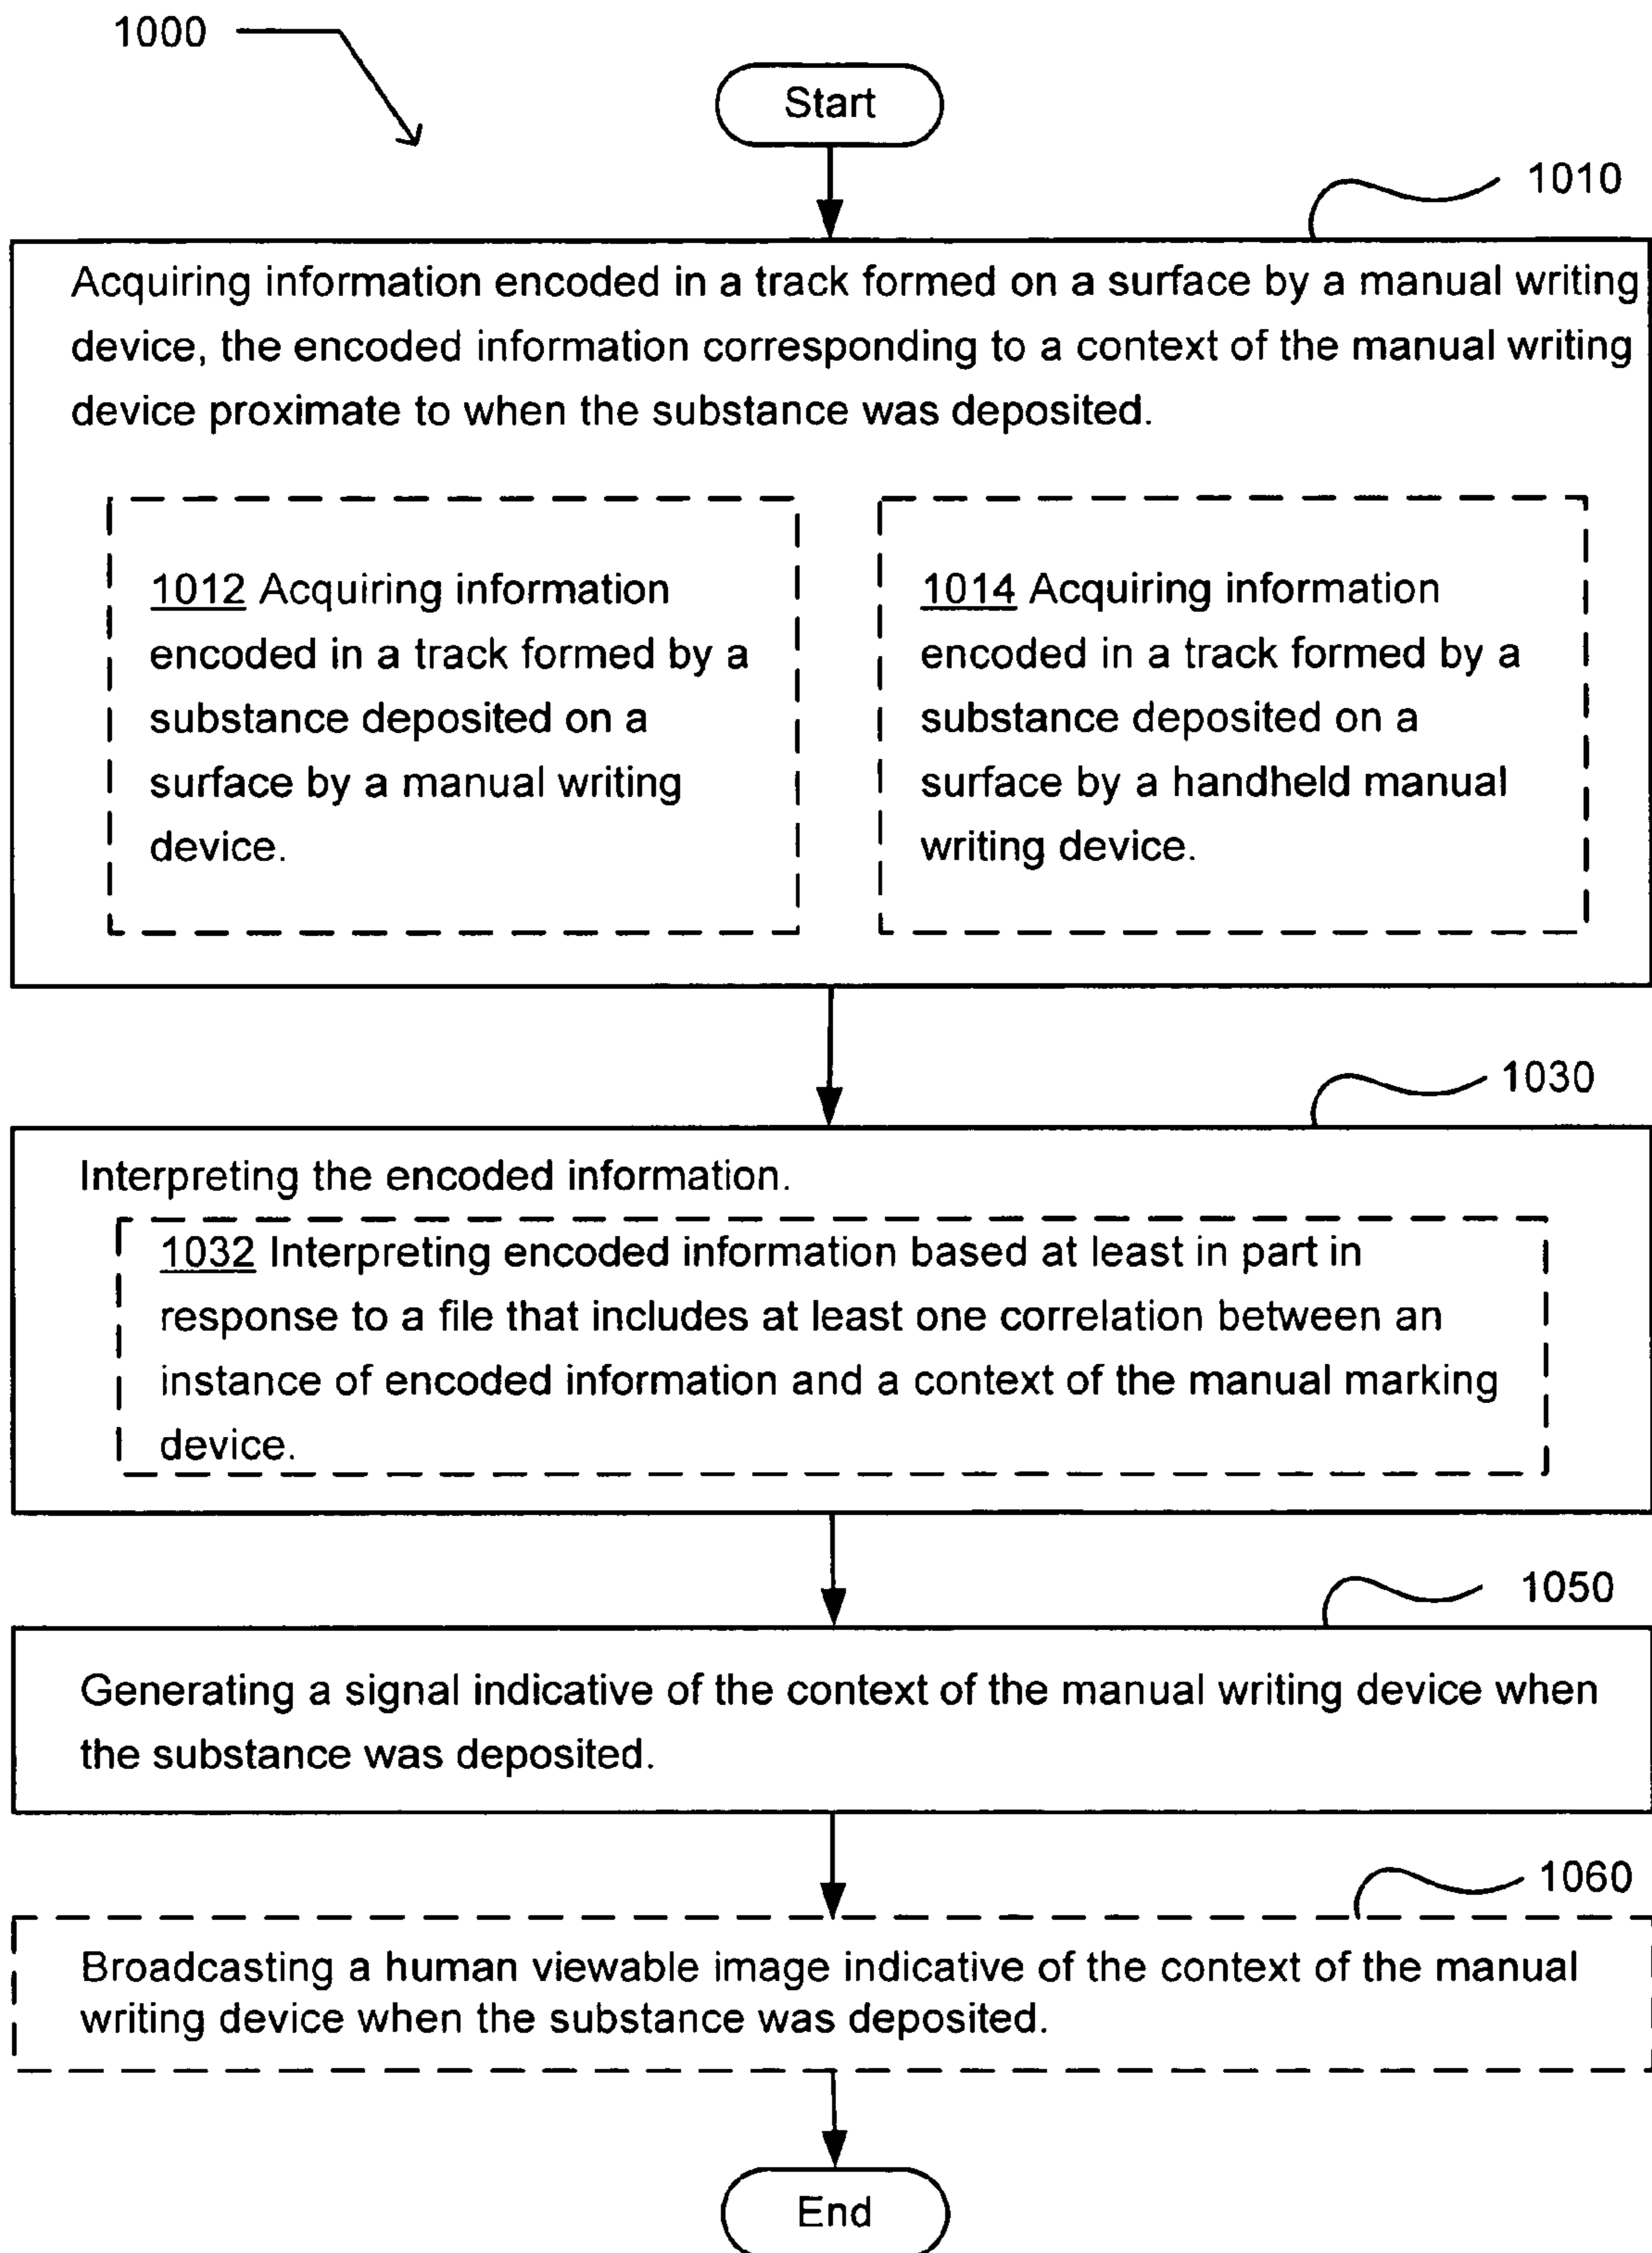 1000
Start
1010
Acquiring information encoded in a track formed on a surface by a manual writing
device, the encoded information corresponding to a context of the manual writing
device proximate to when the substance was deposited.
1012 Acquiring information
encoded in a track formed by a
substance deposited on a
surface by a manual writing
device.
1014 Acquiring information
encoded in a track formed by a
substance deposited on a
surface by a handheld manual
writing device.
1030
Interpreting the encoded information.
1032 Interpreting encoded information based at least in part in
response to a file that includes at least one correlation between an
instance of encoded information and a context of the manual marking
device.
1050
Generating a signal indicative of the context of the manual writing device when
the substance was deposited.
1060
Broadcasting a human viewable image indicative of the context of the manual
writing device when the substance was deposited.
End